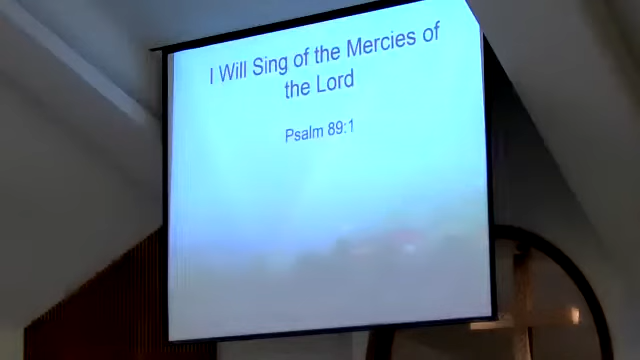 I Will Sing of the Mercies of
the Lord
Psalm 89:1